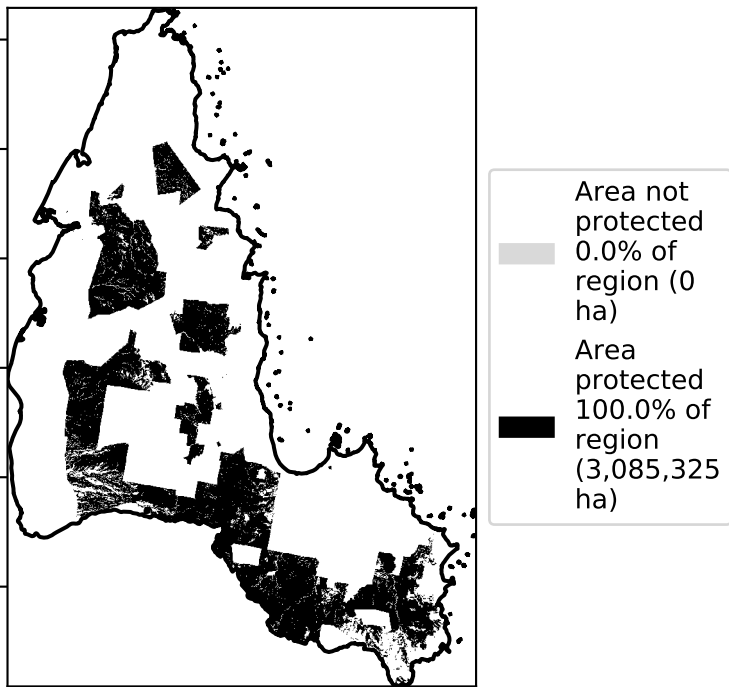 Area not
protected
0.0% of
region (0
ha)
Area
protected
100.0% of
region
(3,085,325
ha)